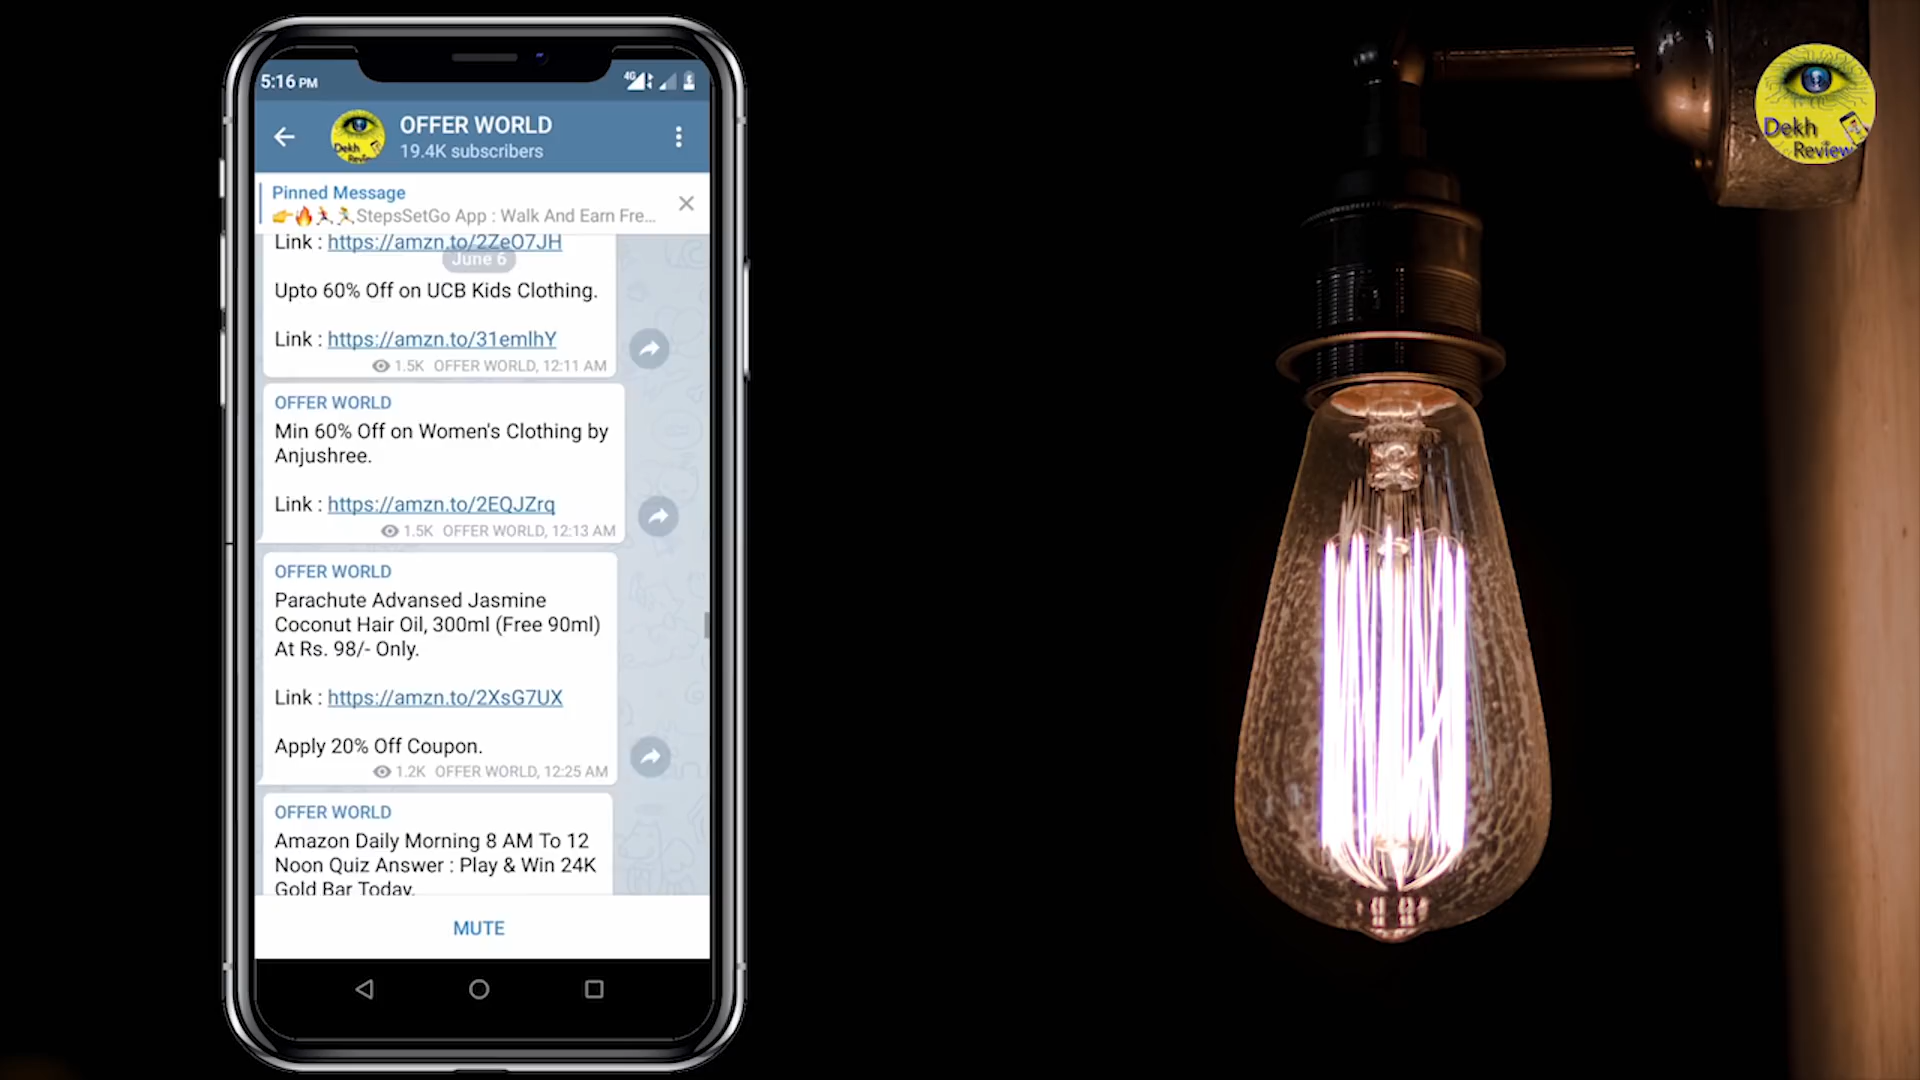 5:16 PM
4G
OFFER WORLD
19.4K subscribers
Dekh
Review
Pinned Message
👉🔥🏃🏃StepsSetGo App : Walk And Earn Fre...
Link : https://amzn.to/2ZeO7JH
June 6
Upto 60% Off on UCB Kids Clothing.
Link : https://amzn.to/31emlhY
1.5K OFFER WORLD, 12:11 AM
OFFER WORLD
Min 60% Off on Women's Clothing by
Anjushree.
Link : https://amzn.to/2EQJZrq
1.5K OFFER WORLD, 12:13 AM
OFFER WORLD
Parachute Advansed Jasmine
Coconut Hair Oil, 300ml (Free 90ml)
At Rs. 98/- Only.
Link : https://amzn.to/2XsG7UX
Apply 20% Off Coupon.
1.2K OFFER WORLD, 12:25 AM
OFFER WORLD
Amazon Daily Morning 8 AM To 12
Noon Quiz Answer : Play & Win 24K
Gold Bar Today.
MUTE
Dekh
Review